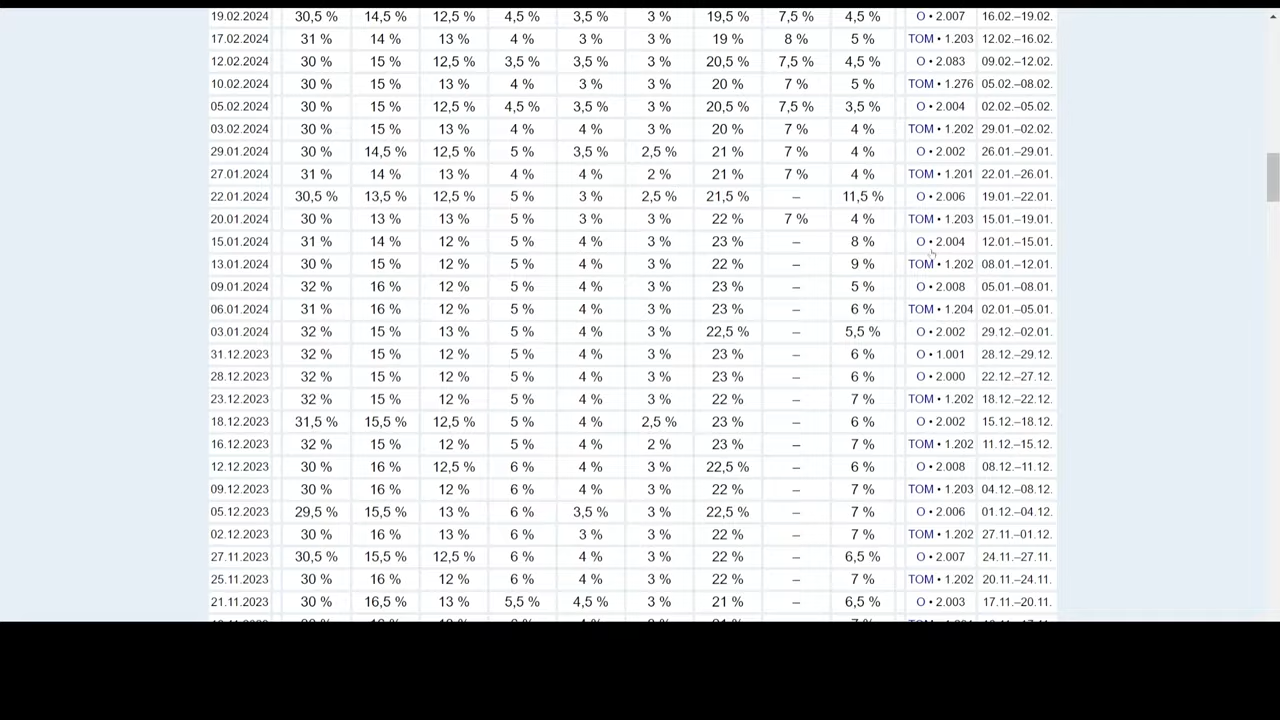 19.02.2024 30,5 % 14,5 % 12,5 % 4,5 % 3,5 % 3 % 19,5 % 7,5 % 4,5 % O • 2.007 16.02.–19.02.
17.02.2024 31 % 14 % 13 % 4 % 3 % 3 % 19 % 8 % 5 % TOM • 1.203 12.02.–16.02.
12.02.2024 30 % 15 % 12,5 % 3,5 % 3,5 % 3 % 20,5 % 7,5 % 4,5 % O • 2.083 09.02.–12.02.
10.02.2024 30 % 15 % 13 % 4 % 3 % 3 % 20 % 7 % 5 % TOM • 1.276 05.02.–08.02.
05.02.2024 30 % 15 % 12,5 % 4,5 % 3,5 % 3 % 20,5 % 7,5 % 3,5 % O • 2.004 02.02.–05.02.
03.02.2024 30 % 15 % 13 % 4 % 4 % 3 % 20 % 7 % 4 % TOM • 1.202 29.01.–02.02.
29.01.2024 30 % 14,5 % 12,5 % 5 % 3,5 % 2,5 % 21 % 7 % 4 % O • 2.002 26.01.–29.01.
27.01.2024 31 % 14 % 13 % 4 % 4 % 2 % 21 % 7 % 4 % TOM • 1.201 22.01.–26.01.
22.01.2024 30,5 % 13,5 % 12,5 % 5 % 3 % 2,5 % 21,5 % – 11,5 % O • 2.006 19.01.–22.01.
20.01.2024 30 % 13 % 13 % 5 % 3 % 3 % 22 % 7 % 4 % TOM • 1.203 15.01.–19.01.
15.01.2024 31 % 14 % 12 % 5 % 4 % 3 % 23 % – 8 % O • 2.004 12.01.–15.01.
13.01.2024 30 % 15 % 12 % 5 % 4 % 3 % 22 % – 9 % TOM • 1.202 08.01.–12.01.
09.01.2024 32 % 16 % 12 % 5 % 4 % 3 % 23 % – 5 % O • 2.008 05.01.–08.01.
06.01.2024 31 % 16 % 12 % 5 % 4 % 3 % 23 % – 6 % TOM • 1.204 02.01.–05.01.
03.01.2024 32 % 15 % 13 % 5 % 4 % 3 % 22,5 % – 5,5 % O • 2.002 29.12.–02.01.
31.12.2023 32 % 15 % 12 % 5 % 4 % 3 % 23 % – 6 % O • 1.001 28.12.–29.12.
28.12.2023 32 % 15 % 12 % 5 % 4 % 3 % 23 % – 6 % O • 2.000 22.12.–27.12.
23.12.2023 32 % 15 % 12 % 5 % 4 % 3 % 22 % – 7 % TOM • 1.202 18.12.–22.12.
18.12.2023 31,5 % 15,5 % 12,5 % 5 % 4 % 2,5 % 23 % – 6 % O • 2.002 15.12.–18.12.
16.12.2023 32 % 15 % 12 % 5 % 4 % 2 % 23 % – 7 % TOM • 1.202 11.12.–15.12.
12.12.2023 30 % 16 % 12,5 % 6 % 4 % 3 % 22,5 % – 6 % O • 2.008 08.12.–11.12.
09.12.2023 30 % 16 % 12 % 6 % 4 % 3 % 22 % – 7 % TOM • 1.203 04.12.–08.12.
05.12.2023 29,5 % 15,5 % 13 % 6 % 3,5 % 3 % 22,5 % – 7 % O • 2.006 01.12.–04.12.
02.12.2023 30 % 16 % 13 % 6 % 3 % 3 % 22 % – 7 % TOM • 1.202 27.11.–01.12.
27.11.2023 30,5 % 15,5 % 12,5 % 6 % 4 % 3 % 22 % – 6,5 % O • 2.007 24.11.–27.11.
25.11.2023 30 % 16 % 12 % 6 % 4 % 3 % 22 % – 7 % TOM • 1.202 20.11.–24.11.
21.11.2023 30 % 16,5 % 13 % 5,5 % 4,5 % 3 % 21 % – 6,5 % O • 2.003 17.11.–20.11.